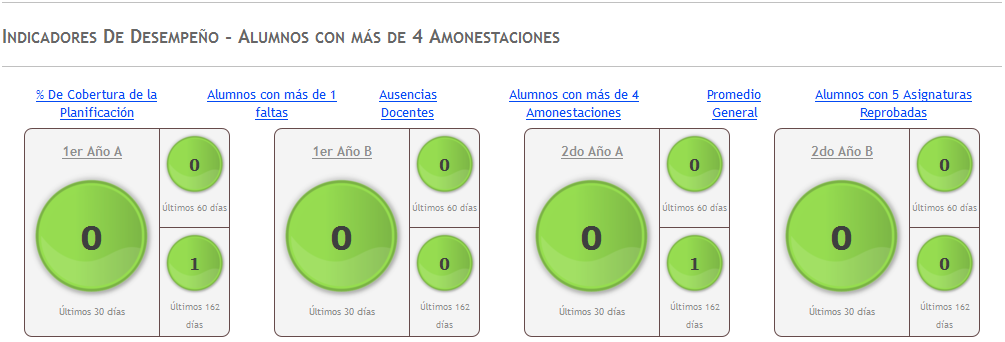 Indicadores De Desempeño - Alumnos con más de 4 Amonestaciones
% De Cobertura de la Planificación
Alumnos con más de 1 faltas
Ausencias Docentes
Alumnos con más de 4 Amonestaciones
Promedio General
Alumnos con 5 Asignaturas Reprobadas
1er Año A
0
Últimos 30 días
0
Últimos 60 días
1
Últimos 162 días
1er Año B
0
Últimos 30 días
0
Últimos 60 días
0
Últimos 162 días
2do Año A
0
Últimos 30 días
0
Últimos 60 días
1
Últimos 162 días
2do Año B
0
Últimos 30 días
0
Últimos 60 días
0
Últimos 162 días